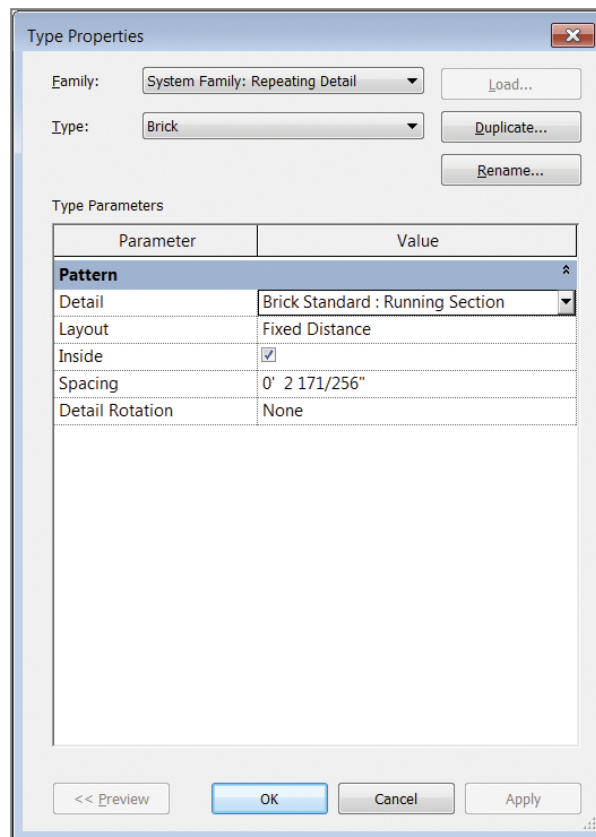 Type Properties
Family: System Family: Repeating Detail Load...
Type: Brick Duplicate...
Rename...
Type Parameters
Parameter Value
Pattern
Detail Brick Standard : Running Section
Layout Fixed Distance
Inside
Spacing 0' 2 171/256"
Detail Rotation None
<< Preview OK Cancel Apply